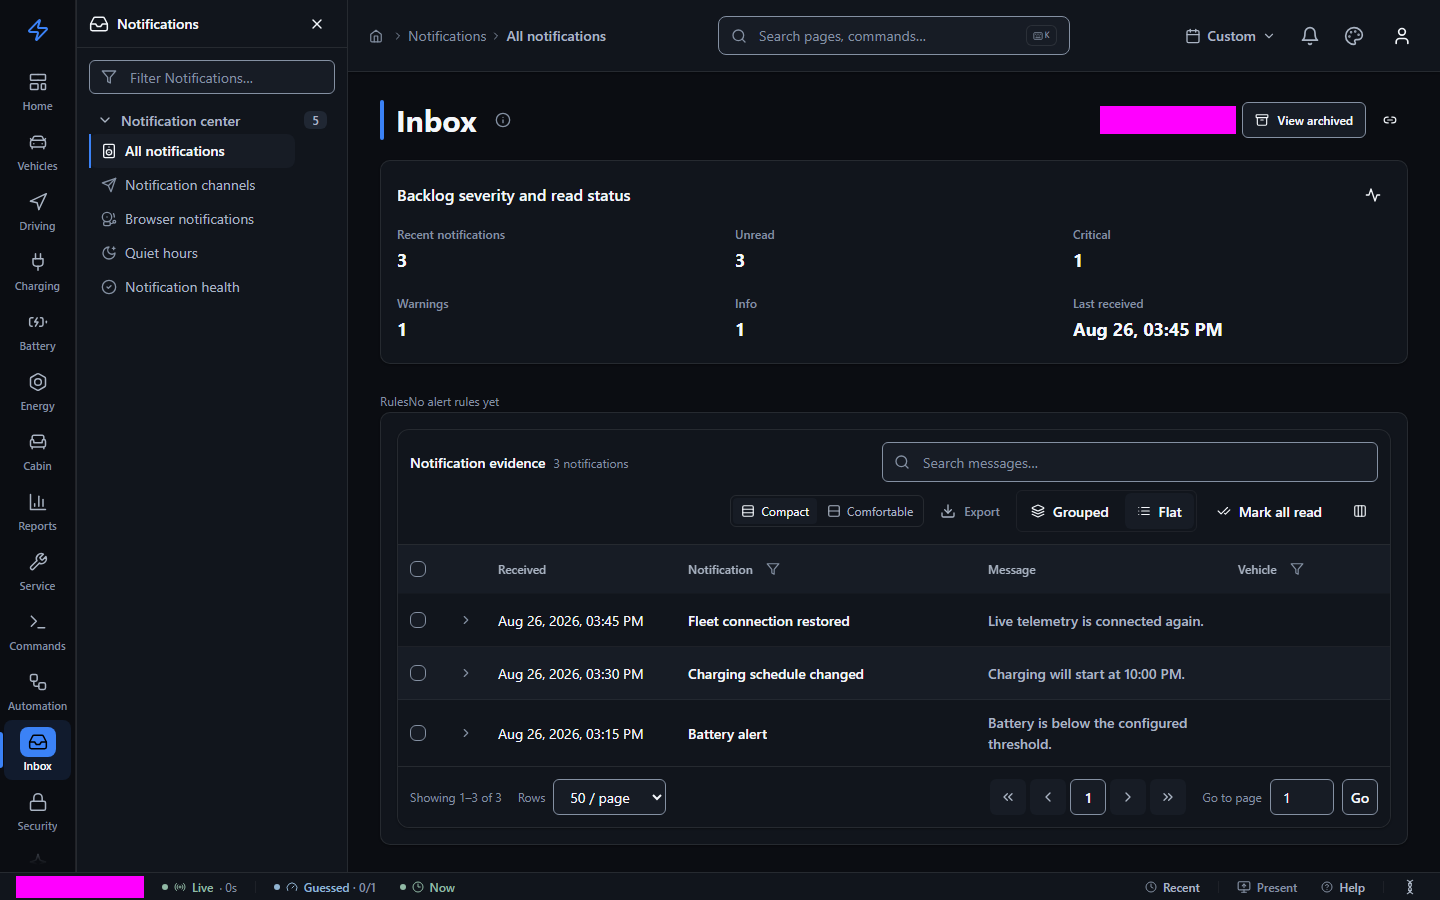 Notifications
Home
Vehicles
Driving
Charging
Battery
Energy
Cabin
Reports
Service
Commands
Automation
Inbox
Security
Filter Notifications...
Notification center 5
All notifications
Notification channels
Browser notifications
Quiet hours
Notification health
Notifications > All notifications
Search pages, commands... K
Custom
Inbox
View archived
Backlog severity and read status
Recent notifications Unread Critical
3 3 1
Warnings Info Last received
1 1 Aug 26, 03:45 PM
RulesNo alert rules yet
Notification evidence 3 notifications
Search messages...
Compact Comfortable Export Grouped Flat Mark all read
Received Notification Message Vehicle
Aug 26, 2026, 03:45 PM Fleet connection restored Live telemetry is connected again.
Aug 26, 2026, 03:30 PM Charging schedule changed Charging will start at 10:00 PM.
Aug 26, 2026, 03:15 PM Battery alert Battery is below the configured
threshold.
Showing 1–3 of 3 Rows 50 / page 1 Go to page 1 Go
Live · 0s Guessed · 0/1 Now Recent Present Help